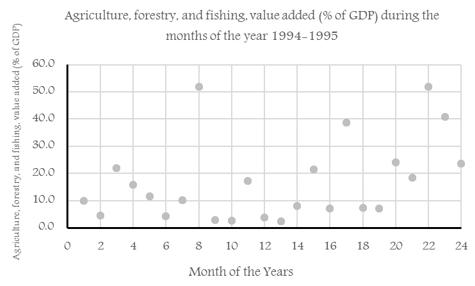 Agriculture, forestry, and fishing, value added (% of GDP) during the
months of the year 1994-1995
Agriculture, forestry, and fishing, value added (% of GDP)
60.0
50.0
40.0
30.0
20.0
10.0
0.0
0 2 4 6 8 10 12 14 16 18 20 22 24
Month of the Years